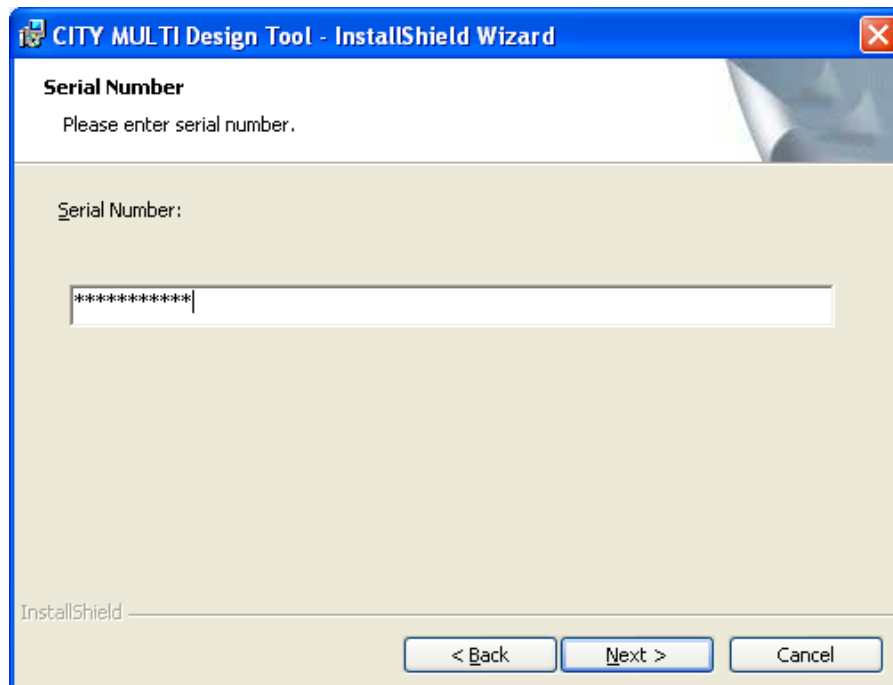 CITY MULTI Design Tool - InstallShield Wizard
Serial Number
Please enter serial number.
Serial Number:
***********
InstallShield
< Back
Next >
Cancel